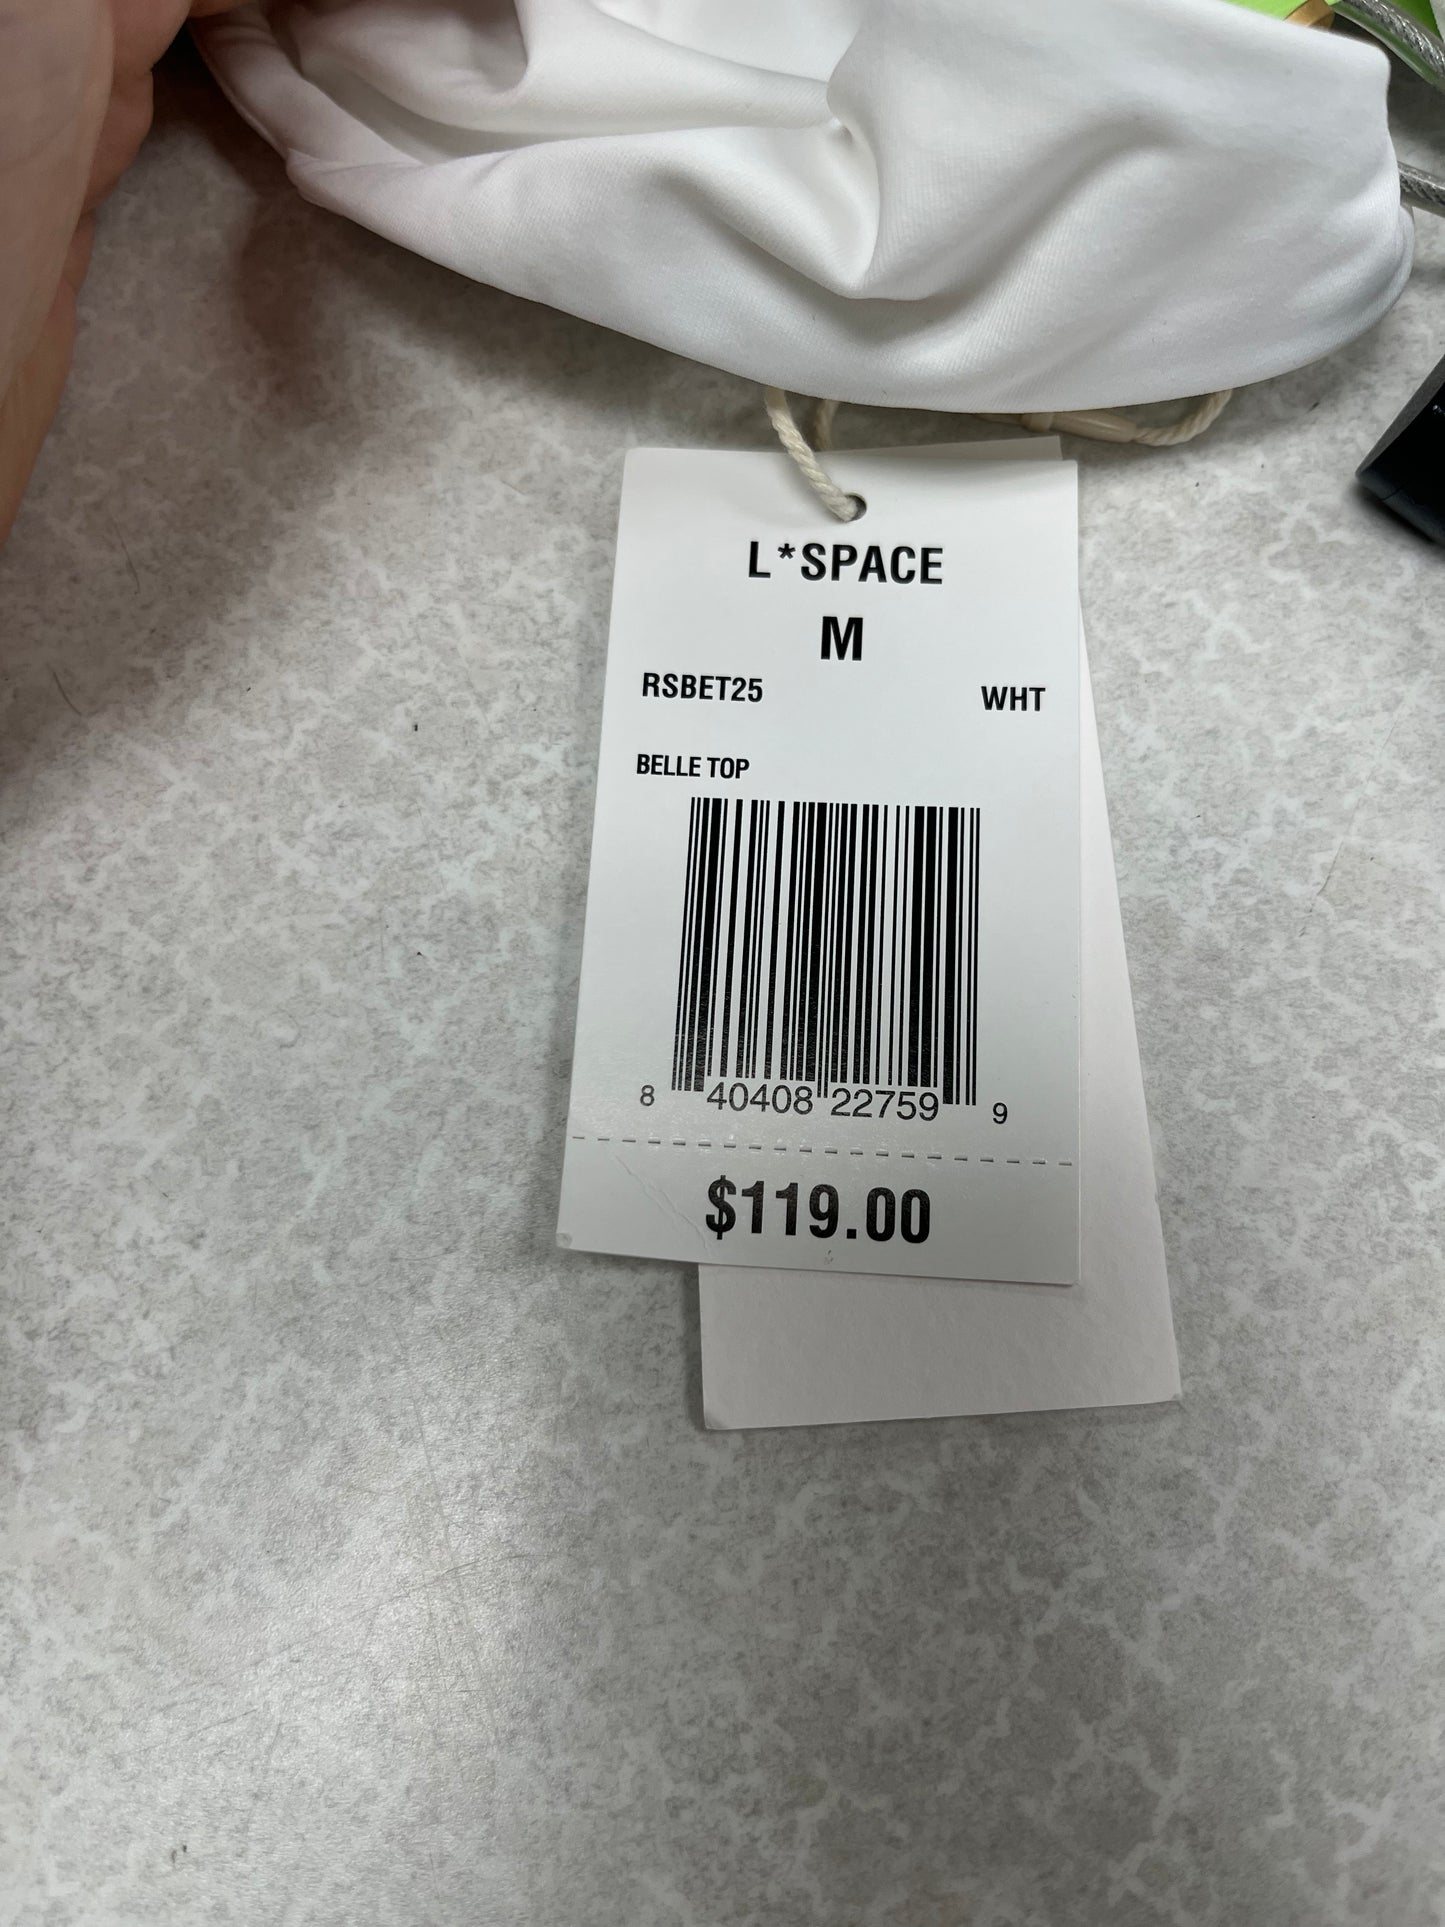 L*SPACE
M
RSBET25 WHT
BELLE TOP
8 40408 22759 9
$119.00